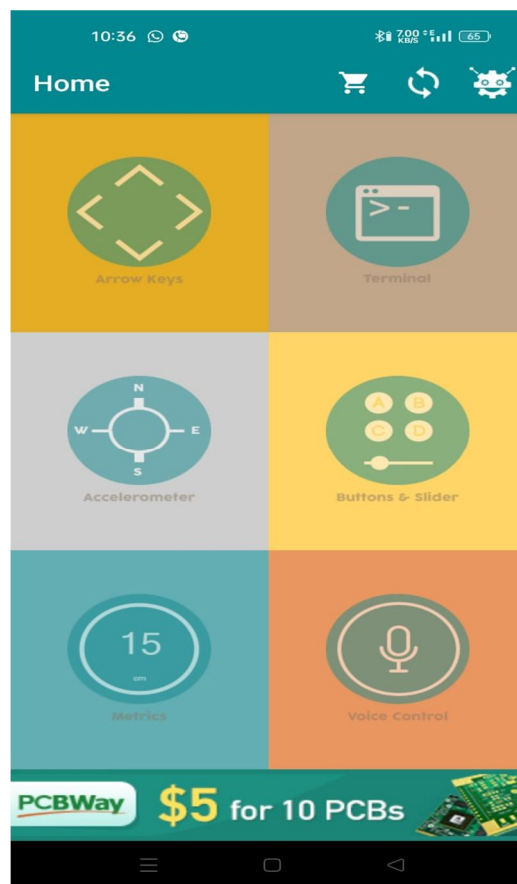 10:36 7.00 KB/S 65
Home
Arrow Keys Terminal
>-
N
W E
S
Accelerometer
A B
C D
Buttons & Slider
15
cm
Metrics Voice Control
PCBWay $5 for 10 PCBs